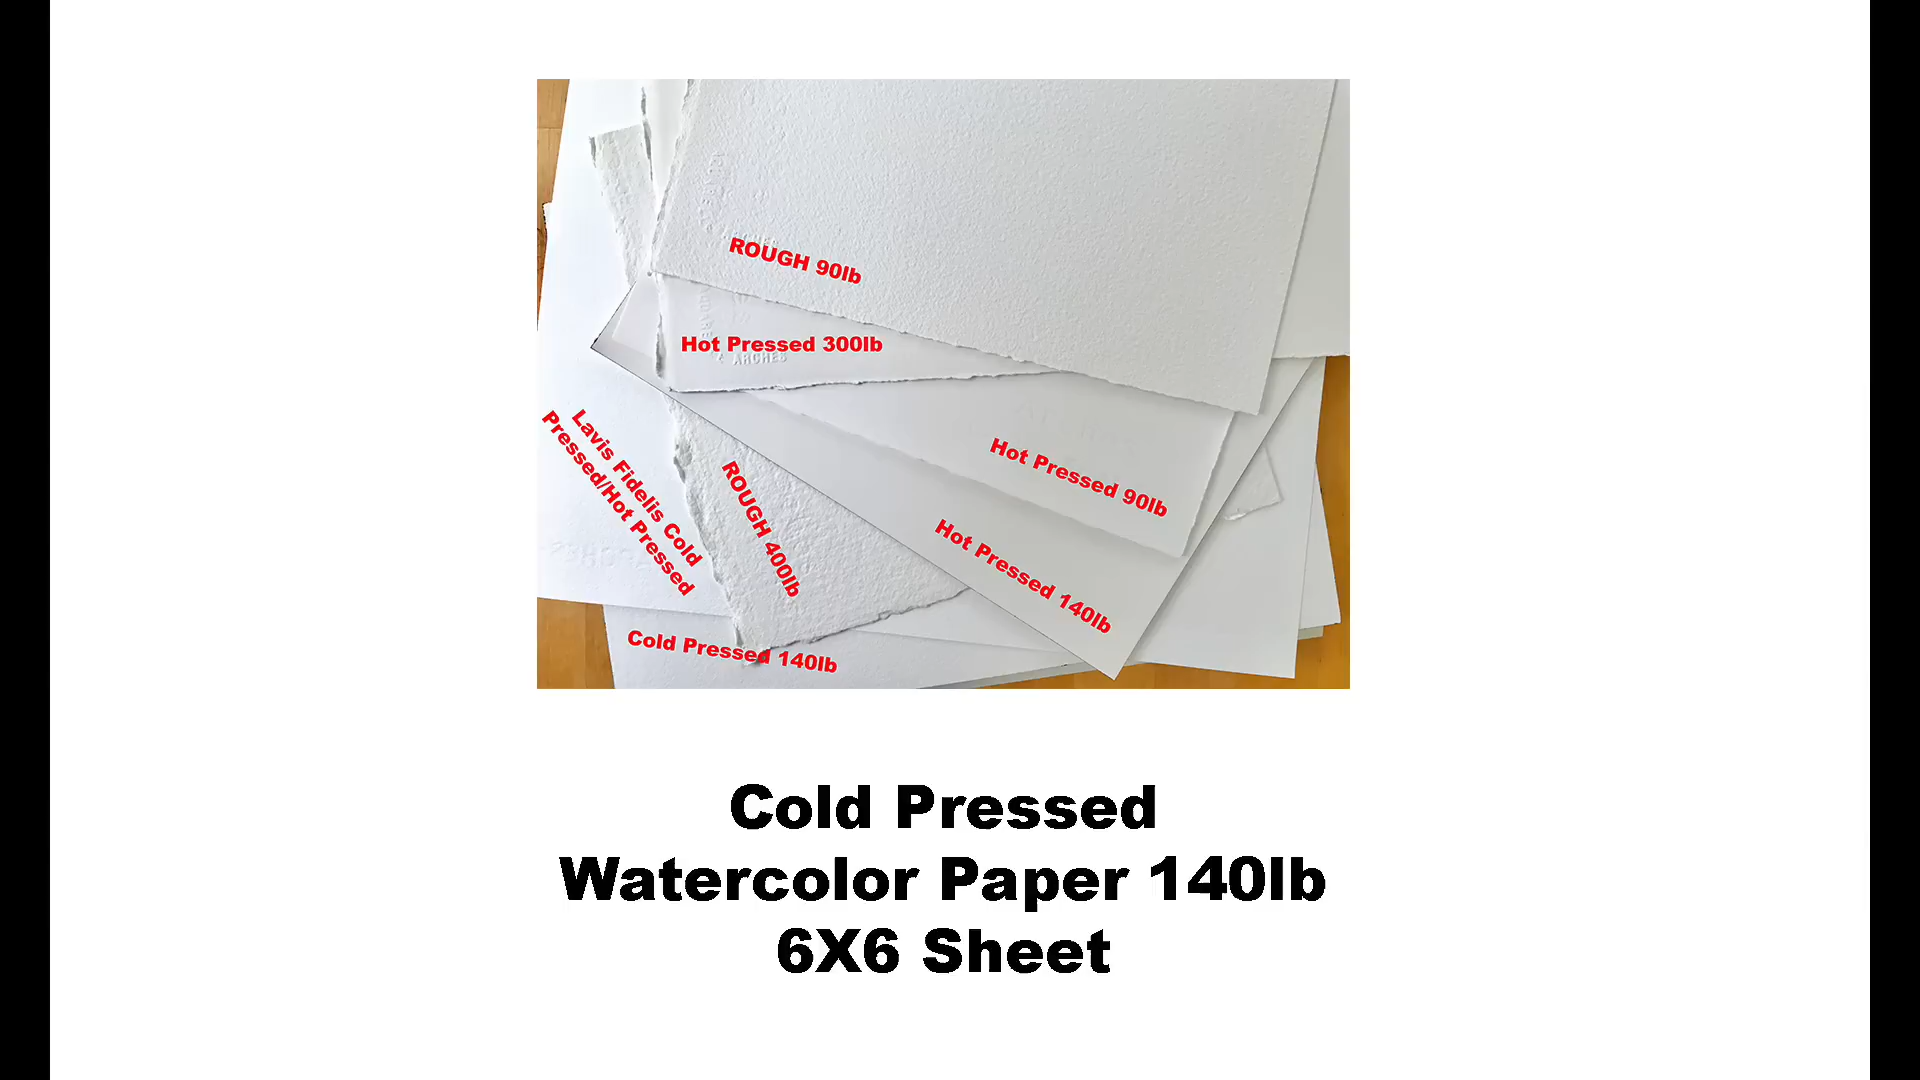 ROUGH 90lb
Hot Pressed 300lb
& ARCHES
Hot Pressed 90lb
Lavis Fidelis Cold
Pressed/Hot Pressed
ROUGH 400lb
Hot Pressed 140lb
Cold Pressed 140lb
Cold Pressed
Watercolor Paper 140lb
6X6 Sheet